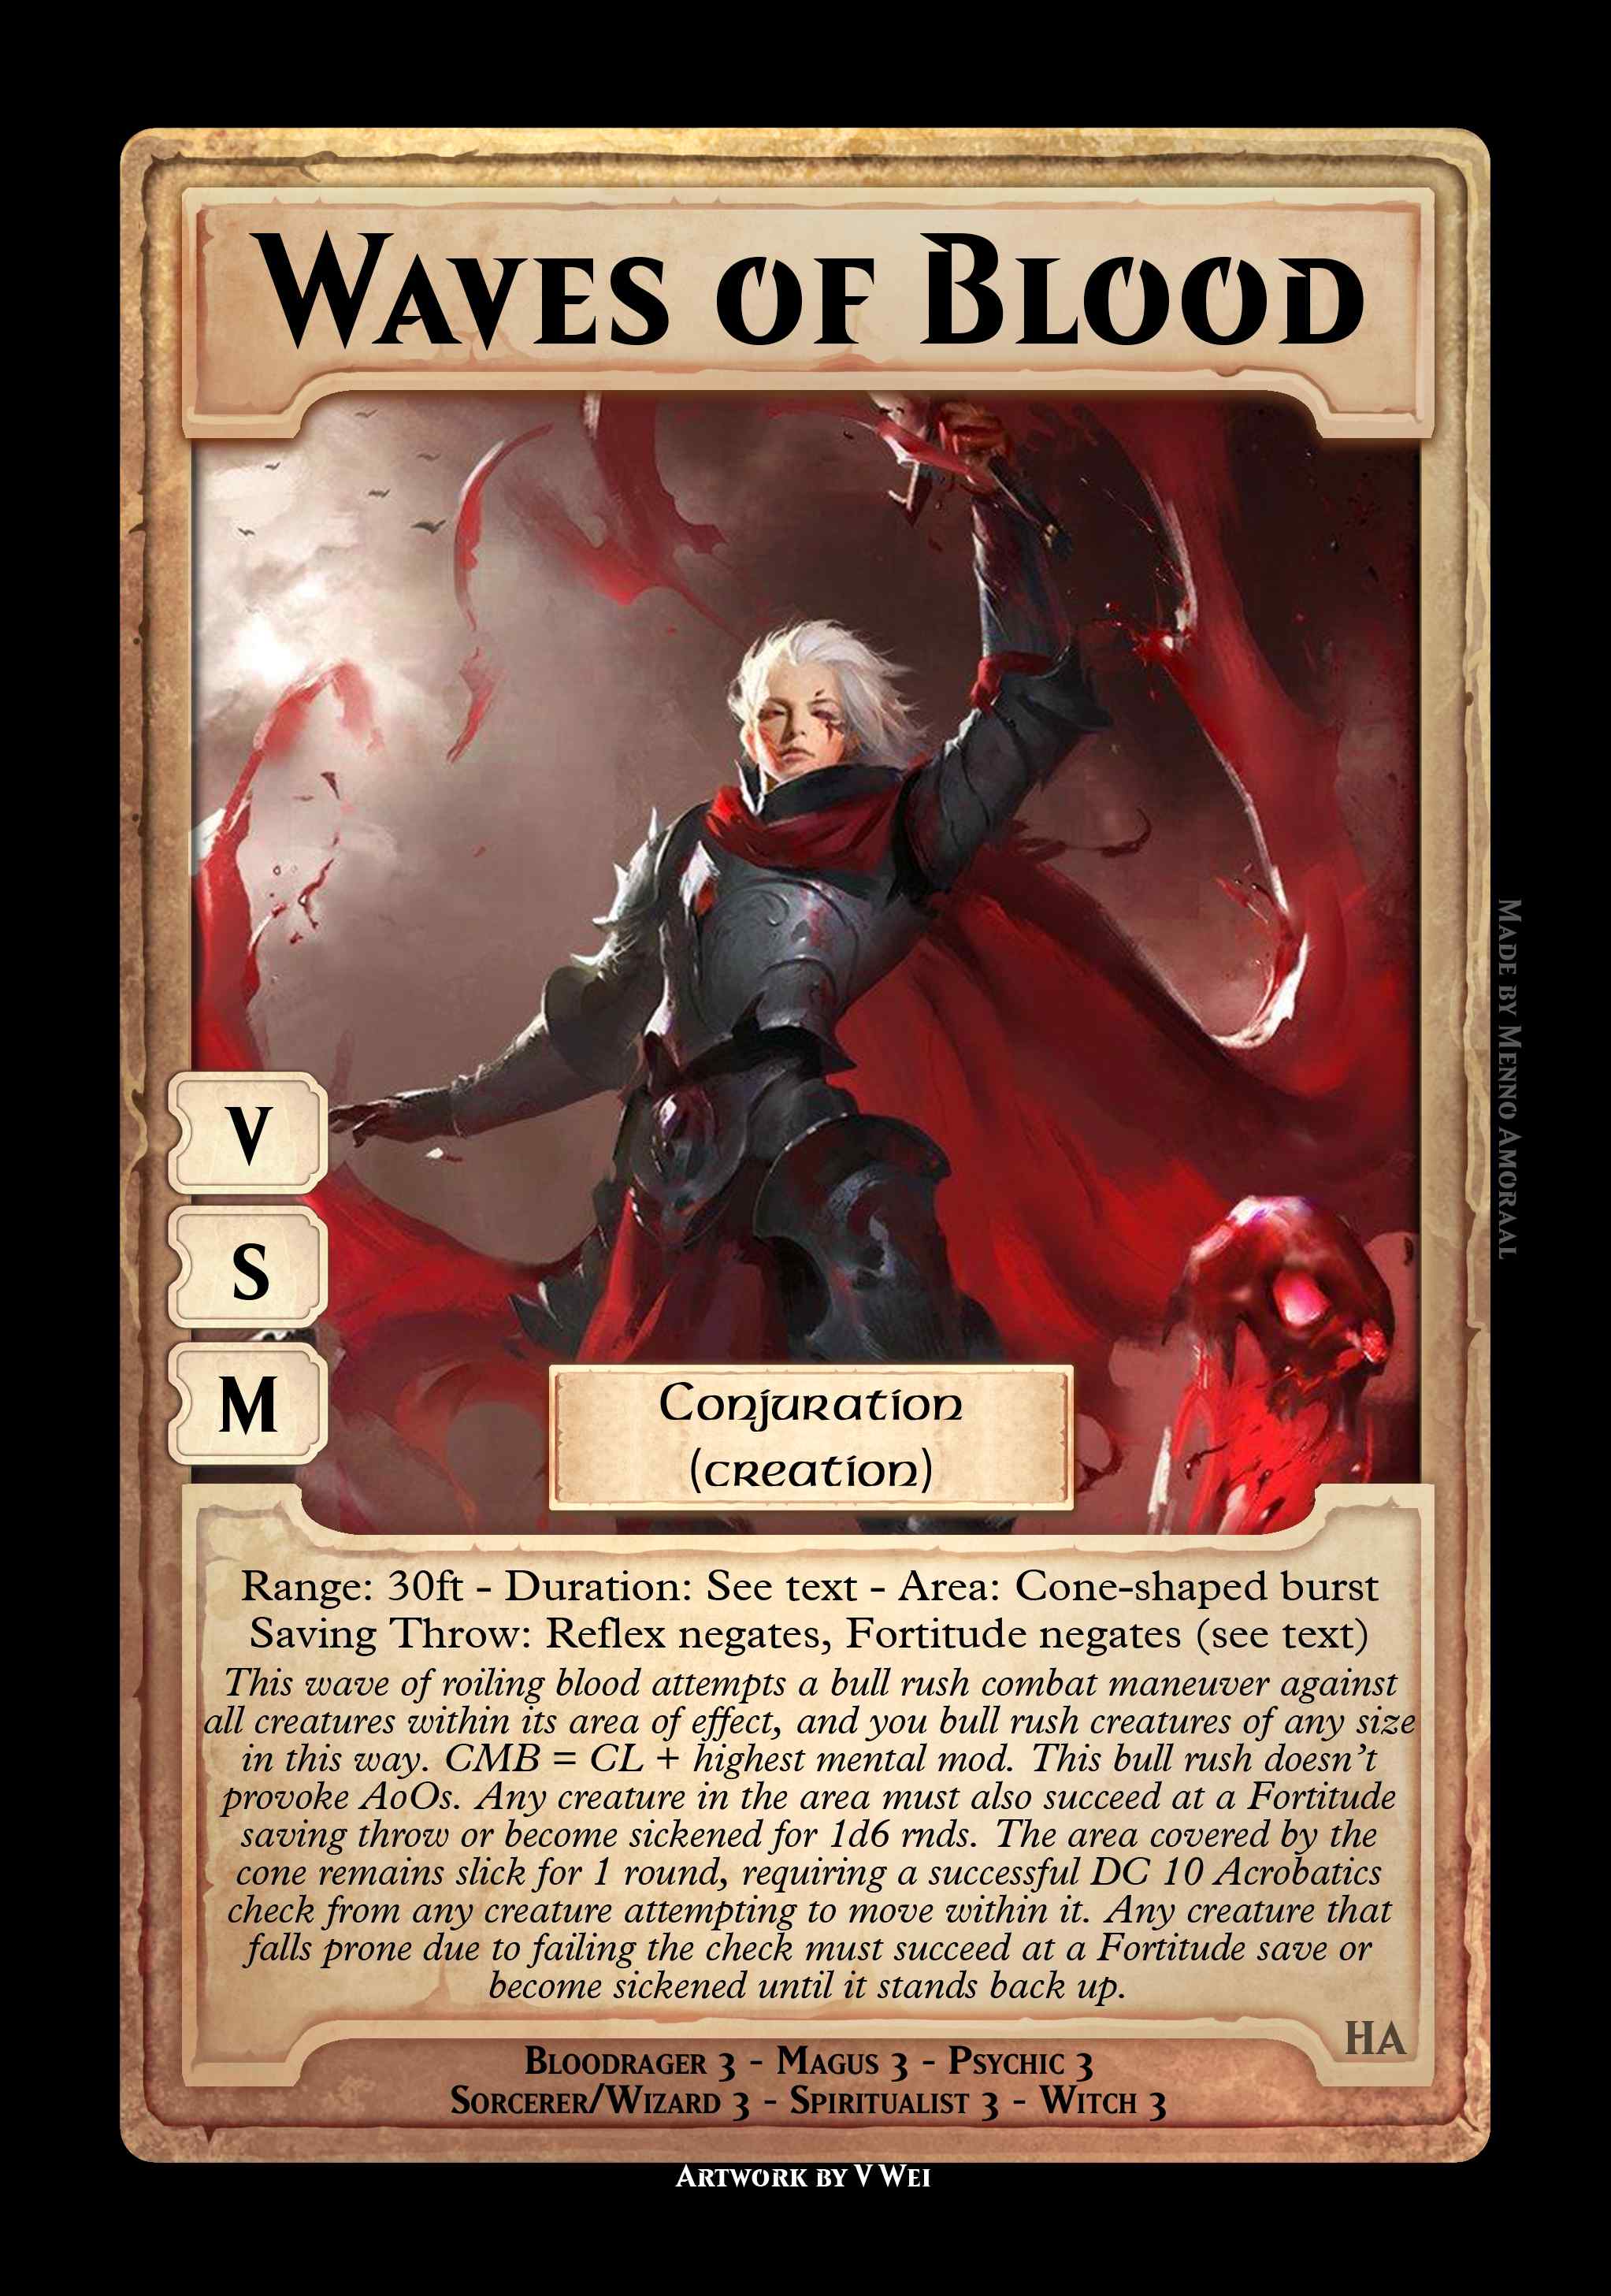 Waves of Blood
V
S
M
Conjuration
(creation)
Range: 30ft - Duration: See text - Area: Cone-shaped burst
Saving Throw: Reflex negates, Fortitude negates (see text)
This wave of roiling blood attempts a bull rush combat maneuver against
all creatures within its area of effect, and you bull rush creatures of any size
in this way. CMB = CL + highest mental mod. This bull rush doesn't
provoke AoOs. Any creature in the area must also succeed at a Fortitude
saving throw or become sickened for 1d6 rnds. The area covered by the
cone remains slick for 1 round, requiring a successful DC 10 Acrobatics
check from any creature attempting to move within it. Any creature that
falls prone due to failing the check must succeed at a Fortitude save or
become sickened until it stands back up.
HA
Bloodrager 3 - Magus 3 - Psychic 3
Sorcerer/Wizard 3 - Spiritualist 3 - Witch 3
Artwork by V Wei
Made by Menno Amoraal